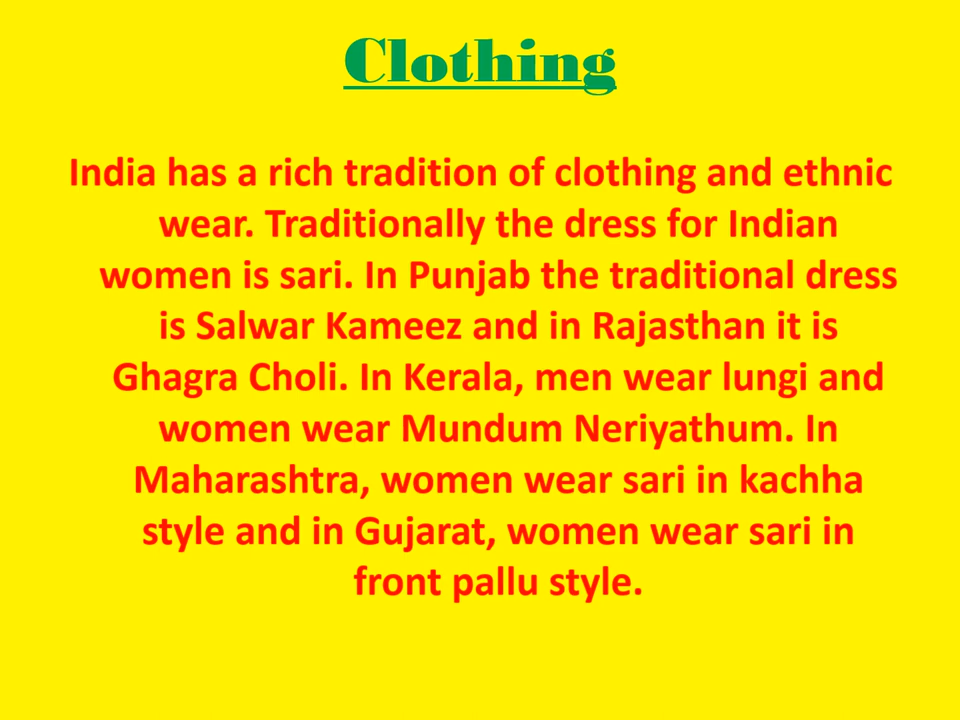 Clothing
India has a rich tradition of clothing and ethnic
wear. Traditionally the dress for Indian
women is sari. In Punjab the traditional dress
is Salwar Kameez and in Rajasthan it is
Ghagra Choli. In Kerala, men wear lungi and
women wear Mundum Neriyathum. In
Maharashtra, women wear sari in kachha
style and in Gujarat, women wear sari in
front pallu style.